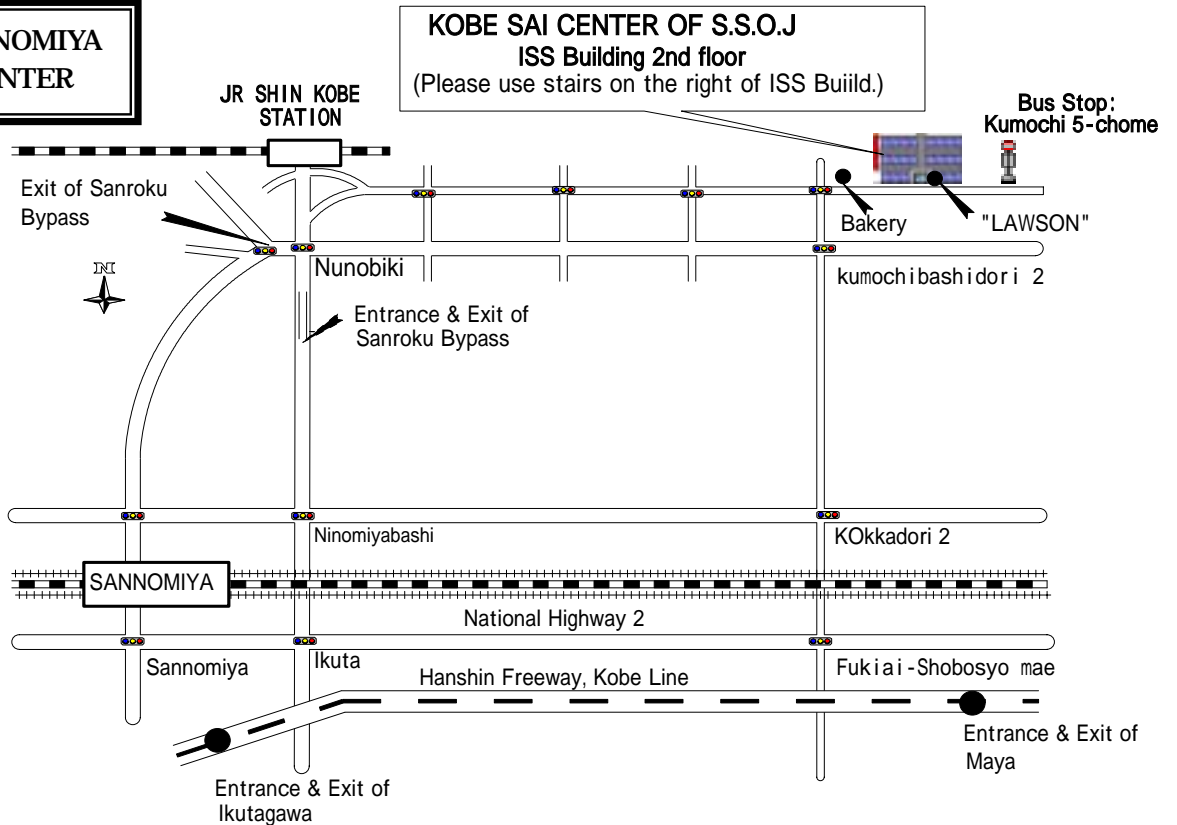 NOMIYA
NTER
KOBE SAI CENTER OF S.S.O.J
ISS Building 2nd floor
(Please use stairs on the right of ISS Buiild.)
JR SHIN KOBE
STATION
Bus Stop:
Kumochi 5-chome
Exit of Sanroku
Bypass
Bakery
"LAWSON"
N
Nunobiki
kumochibashidori 2
Entrance & Exit of
Sanroku Bypass
Ninomiyabashi
KOkkadori 2
SANNOMIYA
National Highway 2
Sannomiya
Ikuta
Fukiai-Shobosyo mae
Hanshin Freeway, Kobe Line
Entrance & Exit of
Maya
Entrance & Exit of
Ikutagawa